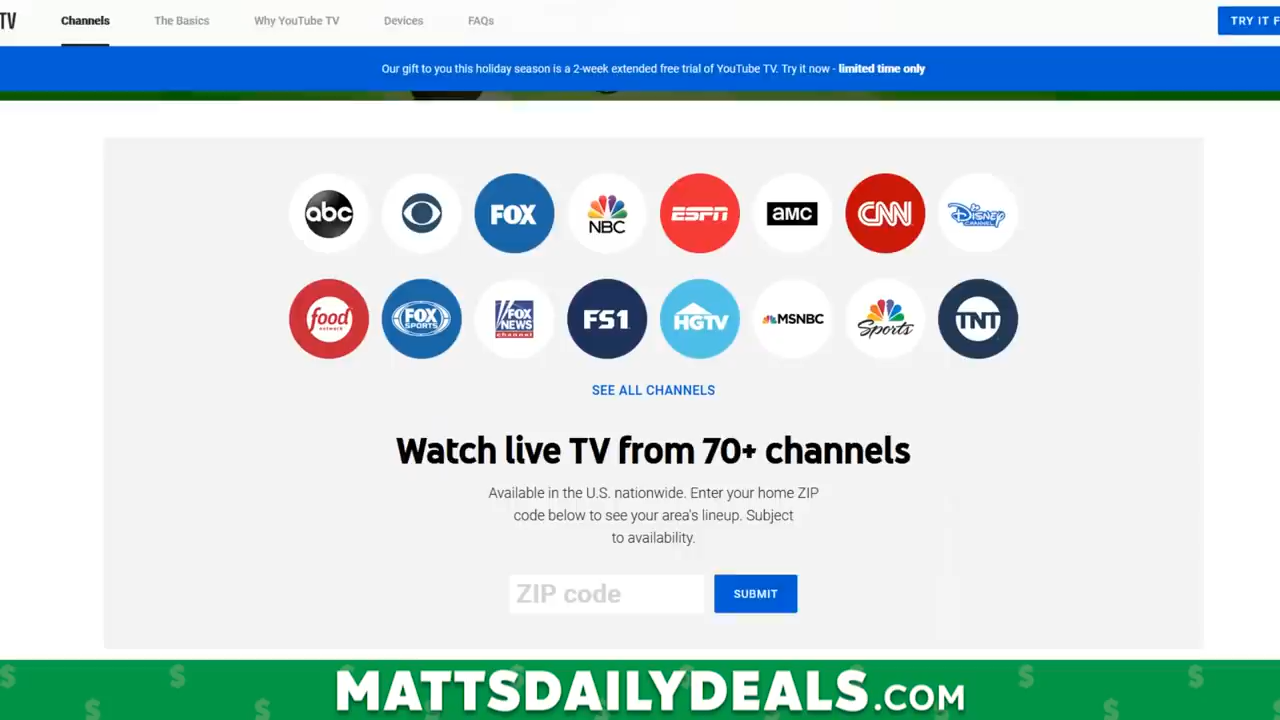 TV Channels The Basics Why YouTube TV Devices FAQs TRY IT F
Our gift to you this holiday season is a 2-week extended free trial of YouTube TV. Try it now - limited time only
abc FOX NBC ESPN aMC CNN Disney CHANNEL
food network FOX SPORTS FOX NEWS channel FS1 HGTV MSNBC Sports TNT
SEE ALL CHANNELS
Watch live TV from 70+ channels
Available in the U.S. nationwide. Enter your home ZIP
code below to see your area's lineup. Subject
to availability.
ZIP code SUBMIT
MATTSDAILYDEALS.COM